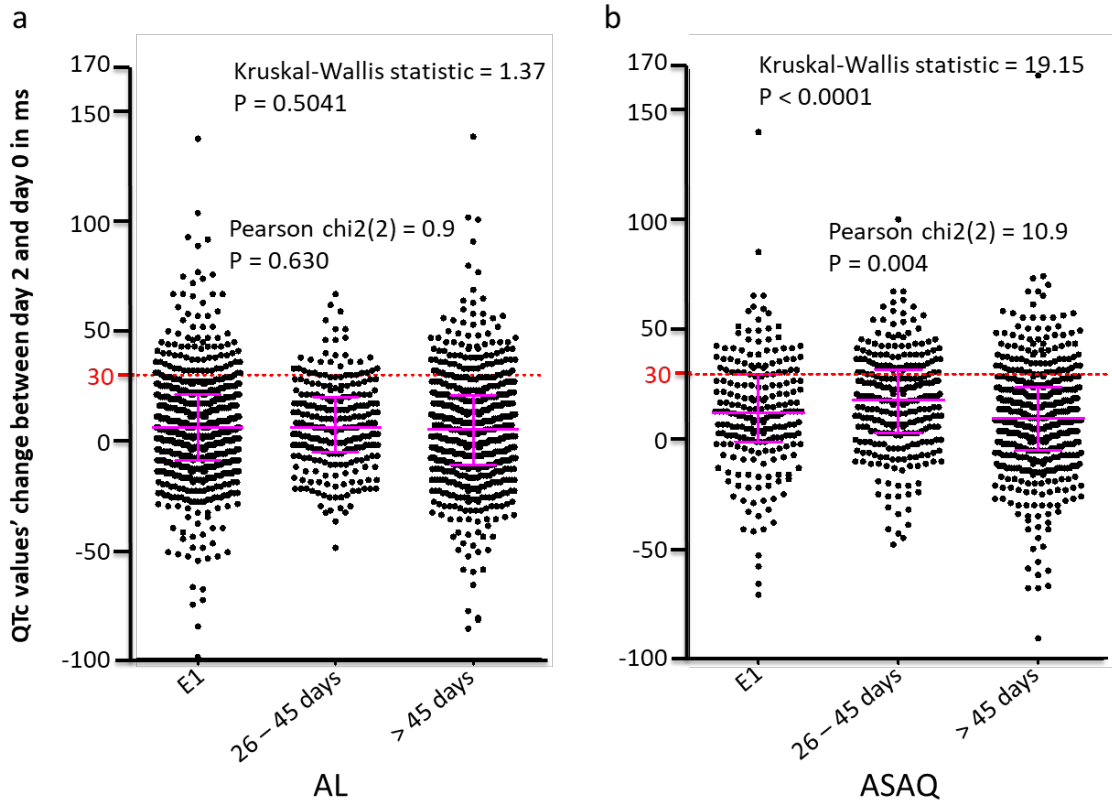 a
QTc values’ change between day 2 and day 0 in ms
170
150
100
50
30
0
-50
-100
Kruskal-Wallis statistic = 1.37
P = 0.5041
Pearson chi2(2) = 0.9
P = 0.630
E1
26 – 45 days
> 45 days
AL
b
170
150
100
50
30
0
-50
-100
Kruskal-Wallis statistic = 19.15
P < 0.0001
Pearson chi2(2) = 10.9
P = 0.004
E1
26 – 45 days
> 45 days
ASAQ